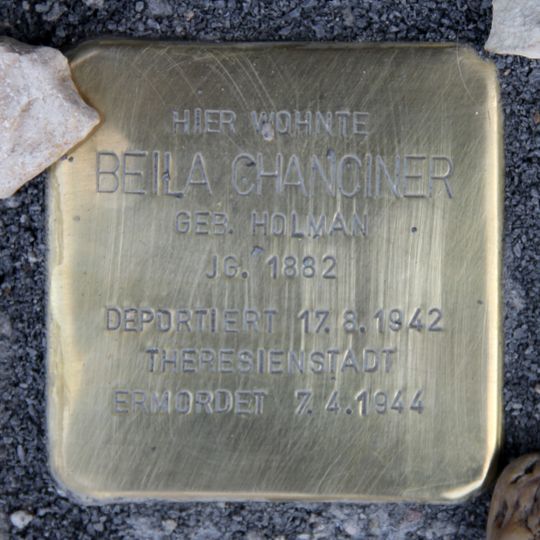 HIER WOHNTE
BEILA CHANCINER
GEB. HOLMAN
JG. 1882
DEPORTIERT 17.8.1942
THERESIENSTADT
ERMORDET 7.4.1944